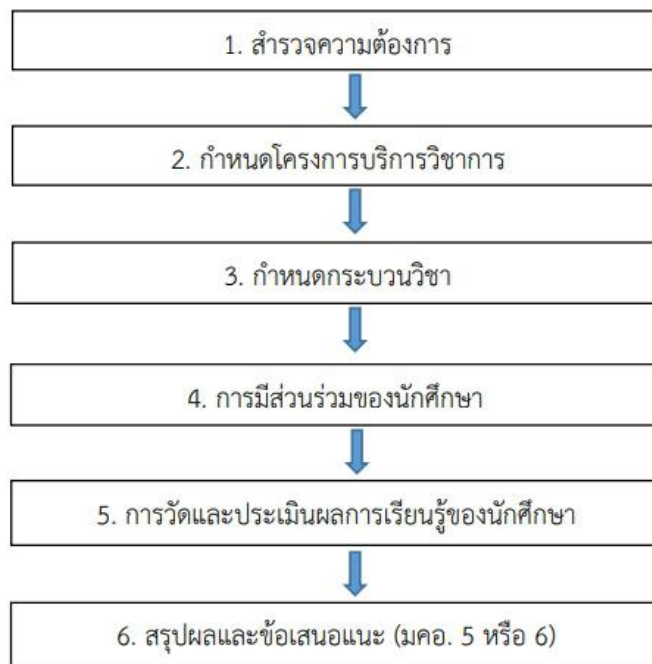 1. สำรวจความต้องการ
2. กำหนดโครงการบริการวิชาการ
3. กำหนดกระบวนวิชา
4. การมีส่วนร่วมของนักศึกษา
5. การวัดและประเมินผลการเรียนรู้ของนักศึกษา
6. สรุปผลและข้อเสนอแนะ (มคอ. 5 หรือ 6)